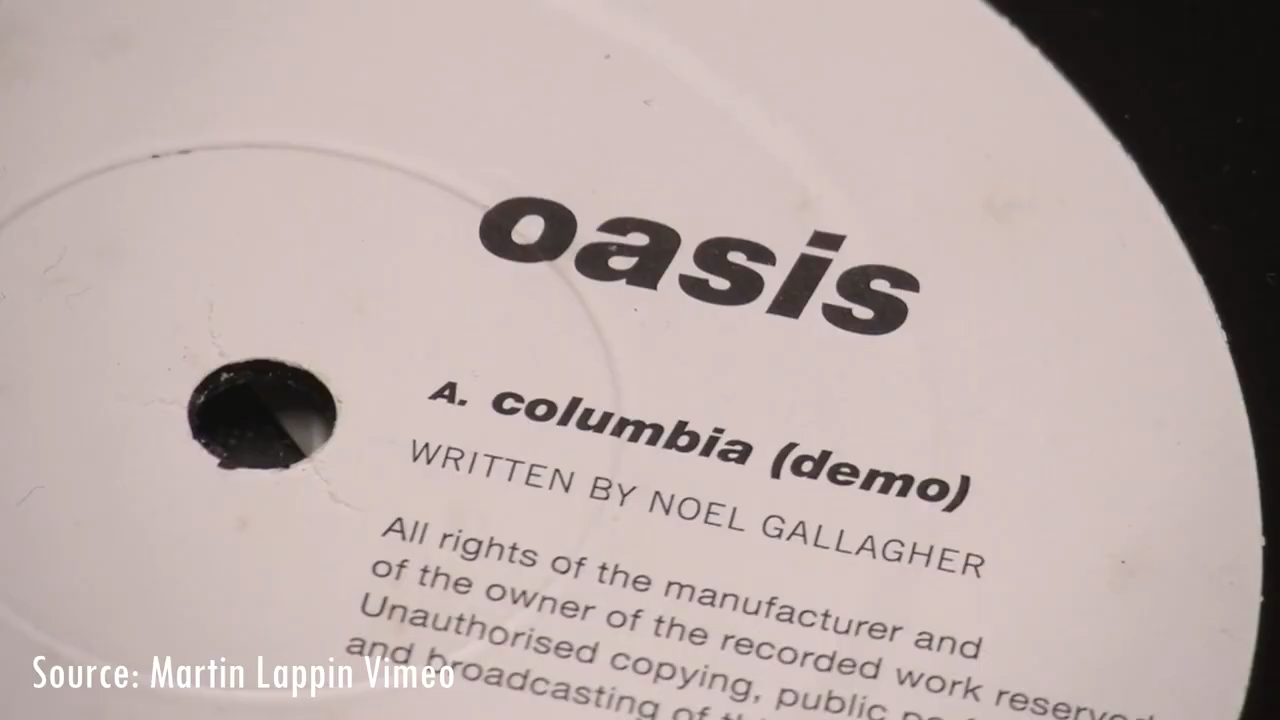 oasis
A. columbia (demo)
WRITTEN BY NOEL GALLAGHER
All rights of the manufacturer and
of the owner of the recorded work reserved
Unauthorised copying, public
and broadcasting of
Source: Martin Lappin Vimeo